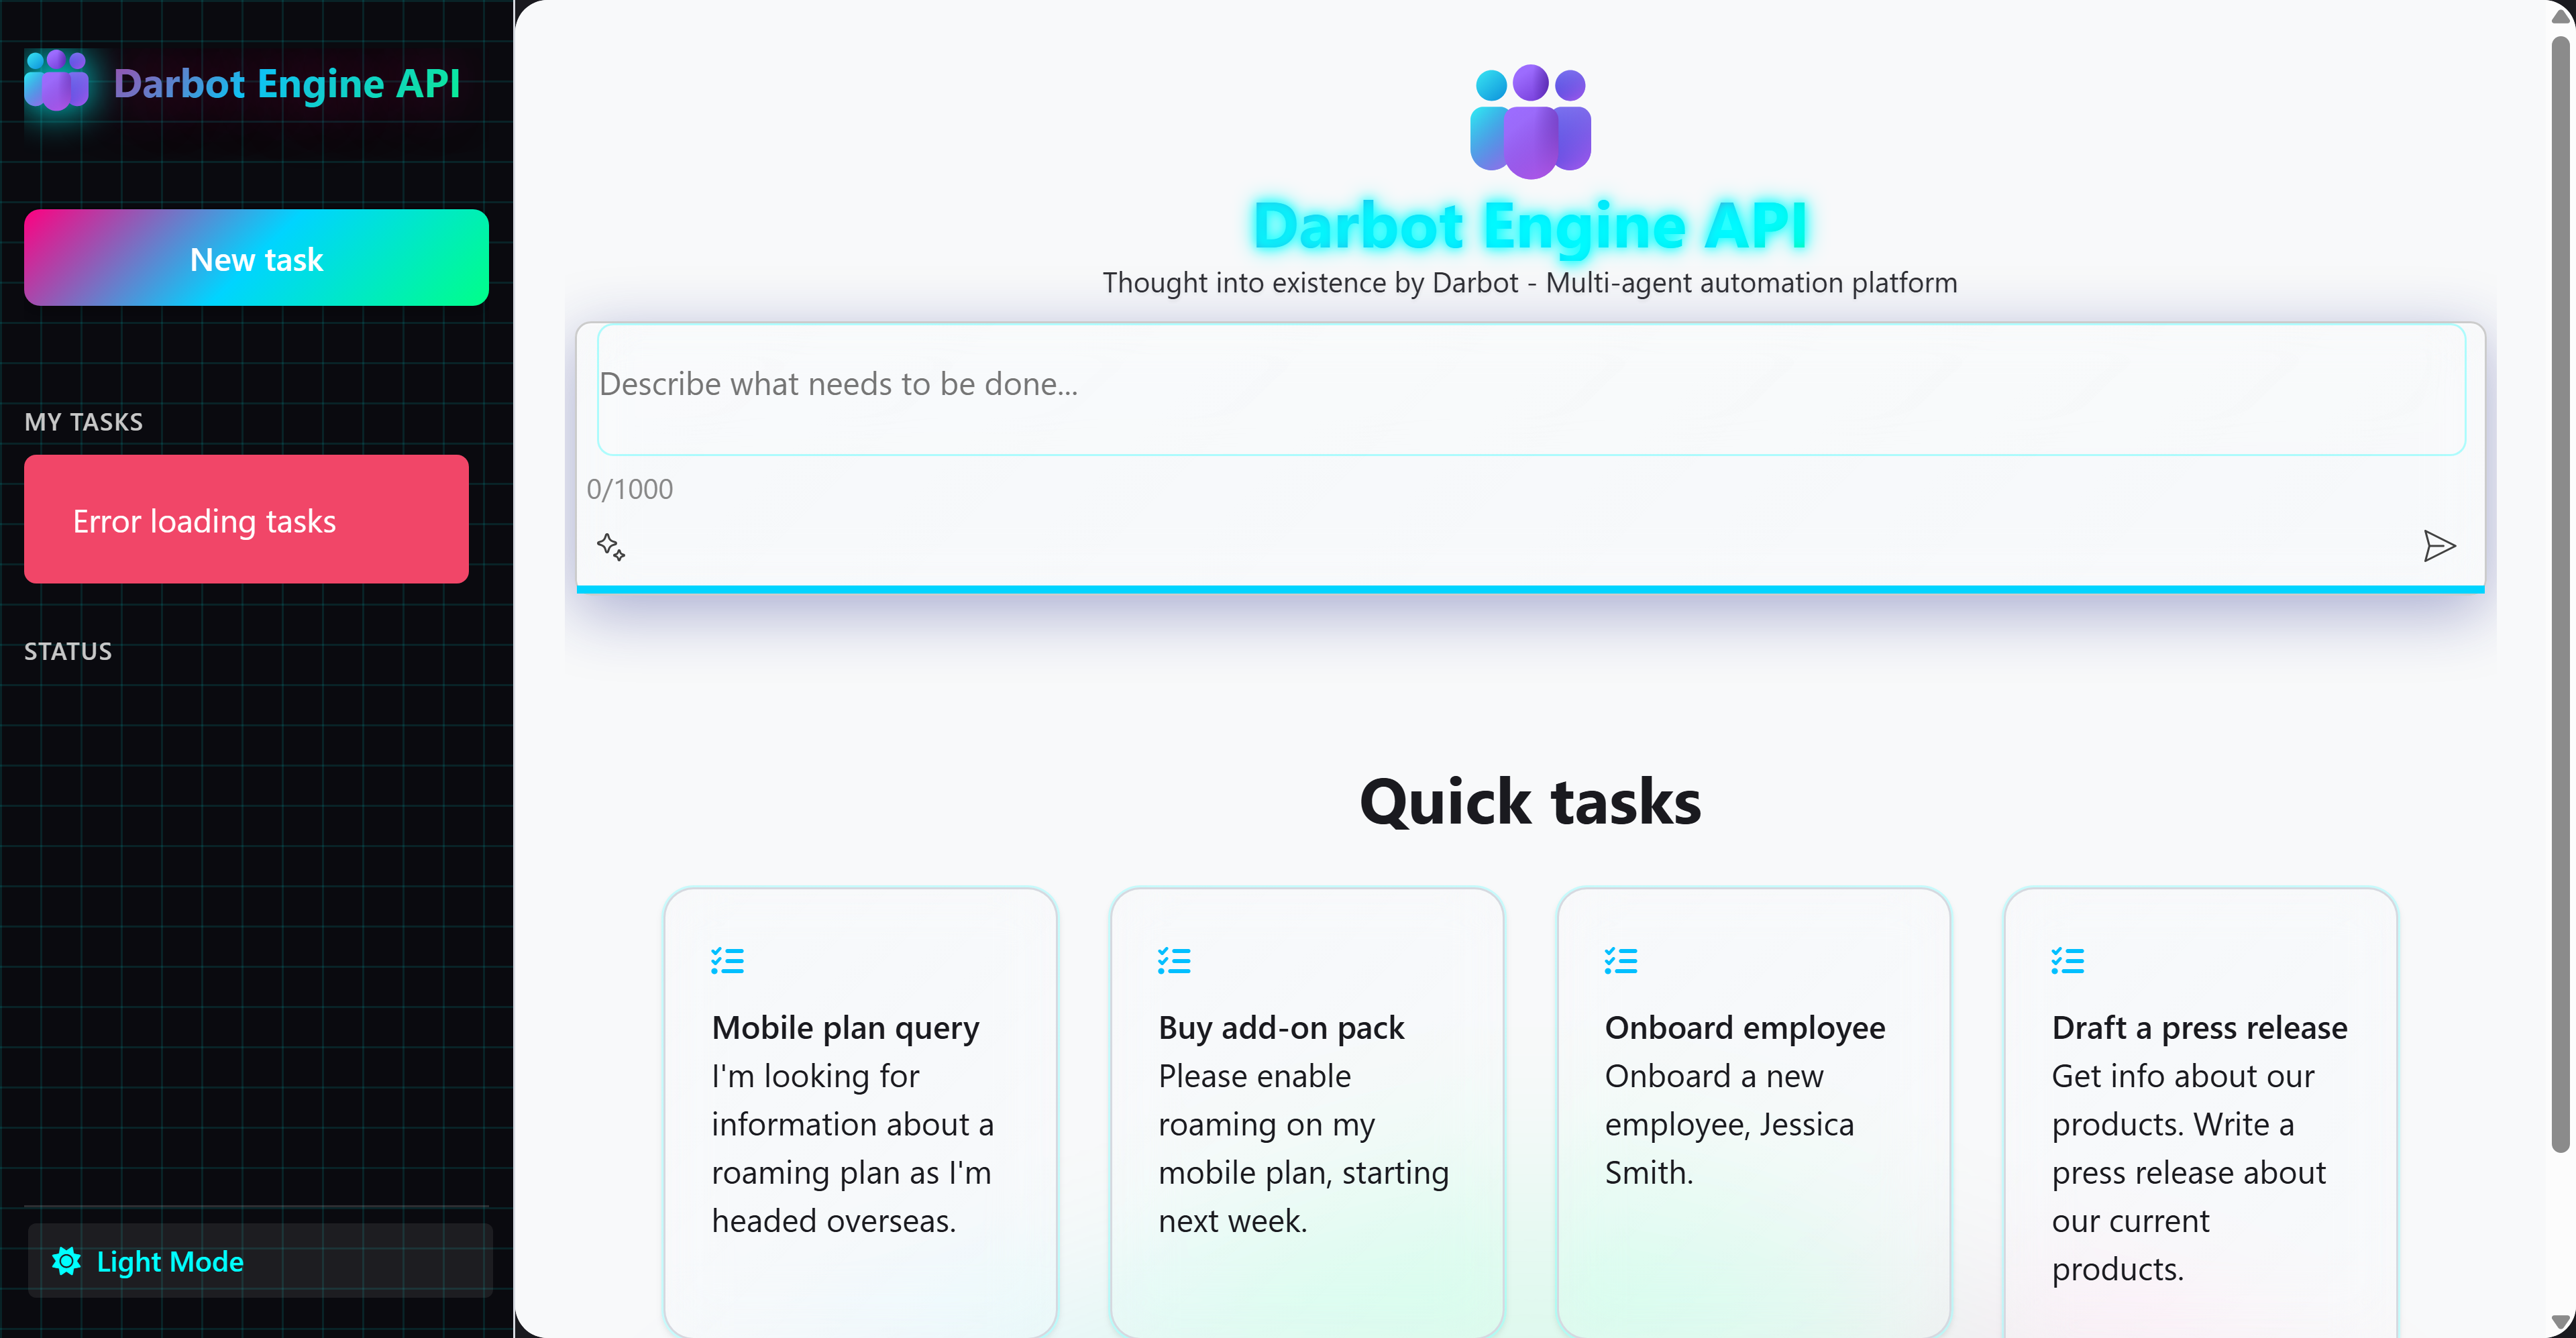 Darbot Engine API
New task
MY TASKS
Error loading tasks
STATUS
Light Mode
Darbot Engine API
Thought into existence by Darbot - Multi-agent automation platform
Describe what needs to be done...
0/1000
Quick tasks
Mobile plan query
I'm looking for
information about a
roaming plan as I'm
headed overseas.
Buy add-on pack
Please enable
roaming on my
mobile plan, starting
next week.
Onboard employee
Onboard a new
employee, Jessica
Smith.
Draft a press release
Get info about our
products. Write a
press release about
our current
products.